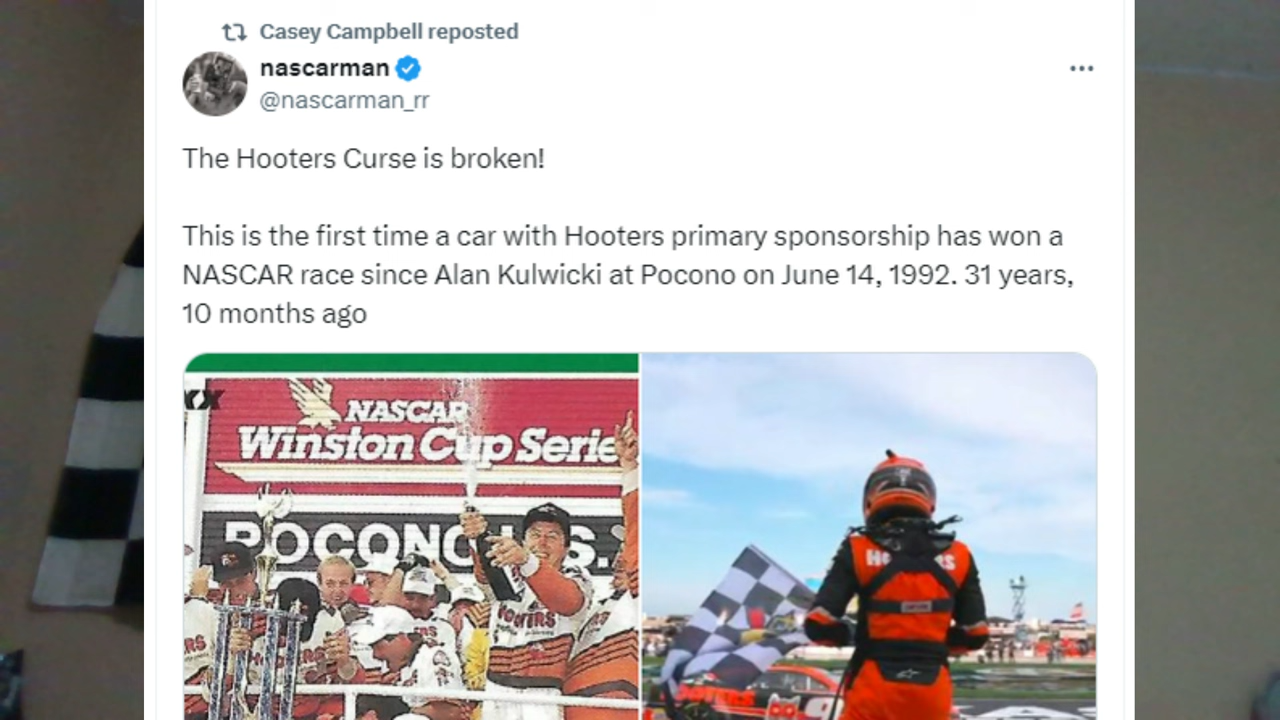 Casey Campbell reposted
nascarman
@nascarman_rr
The Hooters Curse is broken!
This is the first time a car with Hooters primary sponsorship has won a
NASCAR race since Alan Kulwicki at Pocono on June 14, 1992. 31 years,
10 months ago
NASCAR
Winston Cup Serie
POCONO
HOOTERS